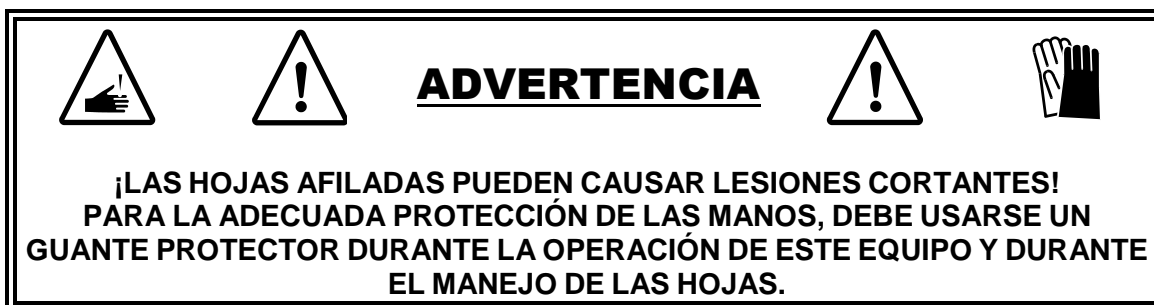 ADVERTENCIA
¡LAS HOJAS AFILADAS PUEDEN CAUSAR LESIONES CORTANTES!
PARA LA ADECUADA PROTECCIÓN DE LAS MANOS, DEBE USARSE UN
GUANTE PROTECTOR DURANTE LA OPERACIÓN DE ESTE EQUIPO Y DURANTE
EL MANEJO DE LAS HOJAS.